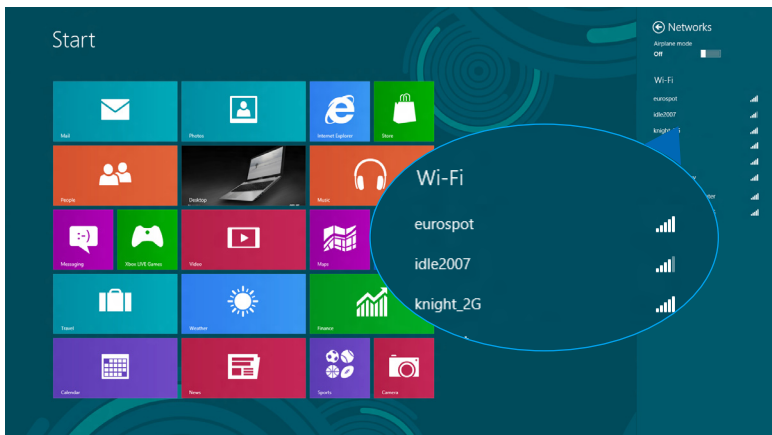 Start
Networks
Airplane mode
Off
Wi-Fi
eurospot
idle2007
knight_2G
Mail
Photos
Internet Explorer
Store
People
Desktop
Music
Messaging
Xbox LIVE Games
Video
Maps
Travel
Weather
Finance
Calendar
News
Sports
Camera
Wi-Fi
eurospot
idle2007
knight_2G